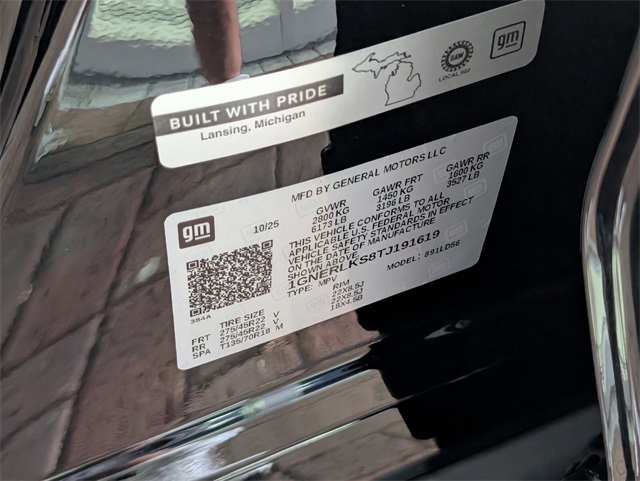 BUILT WITH PRIDE
Lansing, Michigan
UAW
LOCAL 602
gm
gm
10/25
MFD BY GENERAL MOTORS LLC
GVWR GAWR FRT GAWR RR
2800 KG 1450 KG 1600 KG
6173 LB 3196 LB 3527 LB
THIS VEHICLE CONFORMS TO ALL
APPLICABLE U.S. FEDERAL MOTOR
VEHICLE SAFETY STANDARDS IN EFFECT
ON THE DATE OF MANUFACTURE
SHOWN ABOVE.
1GNERLKS8TJ191619
TYPE: MPV MODEL: 891LD56
384A
TIRE SIZE RIM
FRT 275/45R22 V 22X8.5J
RR 275/45R22 V 22X8.5J
SPA T135/70R18 M 18X4.5B